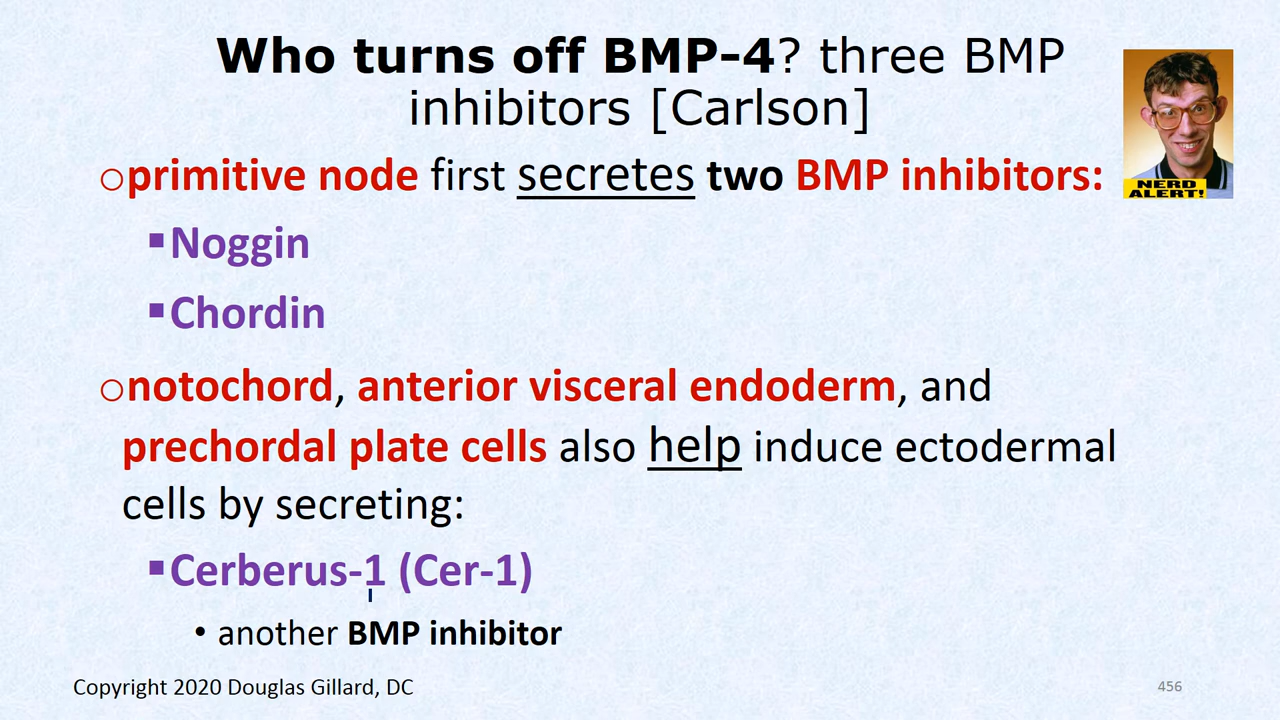 Who turns off BMP-4? three BMP
inhibitors [Carlson]
NERD
ALERT!
○primitive node first secretes two BMP inhibitors:
▪Noggin
▪Chordin
○notochord, anterior visceral endoderm, and
prechordal plate cells also help induce ectodermal
cells by secreting:
▪Cerberus-1 (Cer-1)
• another BMP inhibitor
Copyright 2020 Douglas Gillard, DC
456